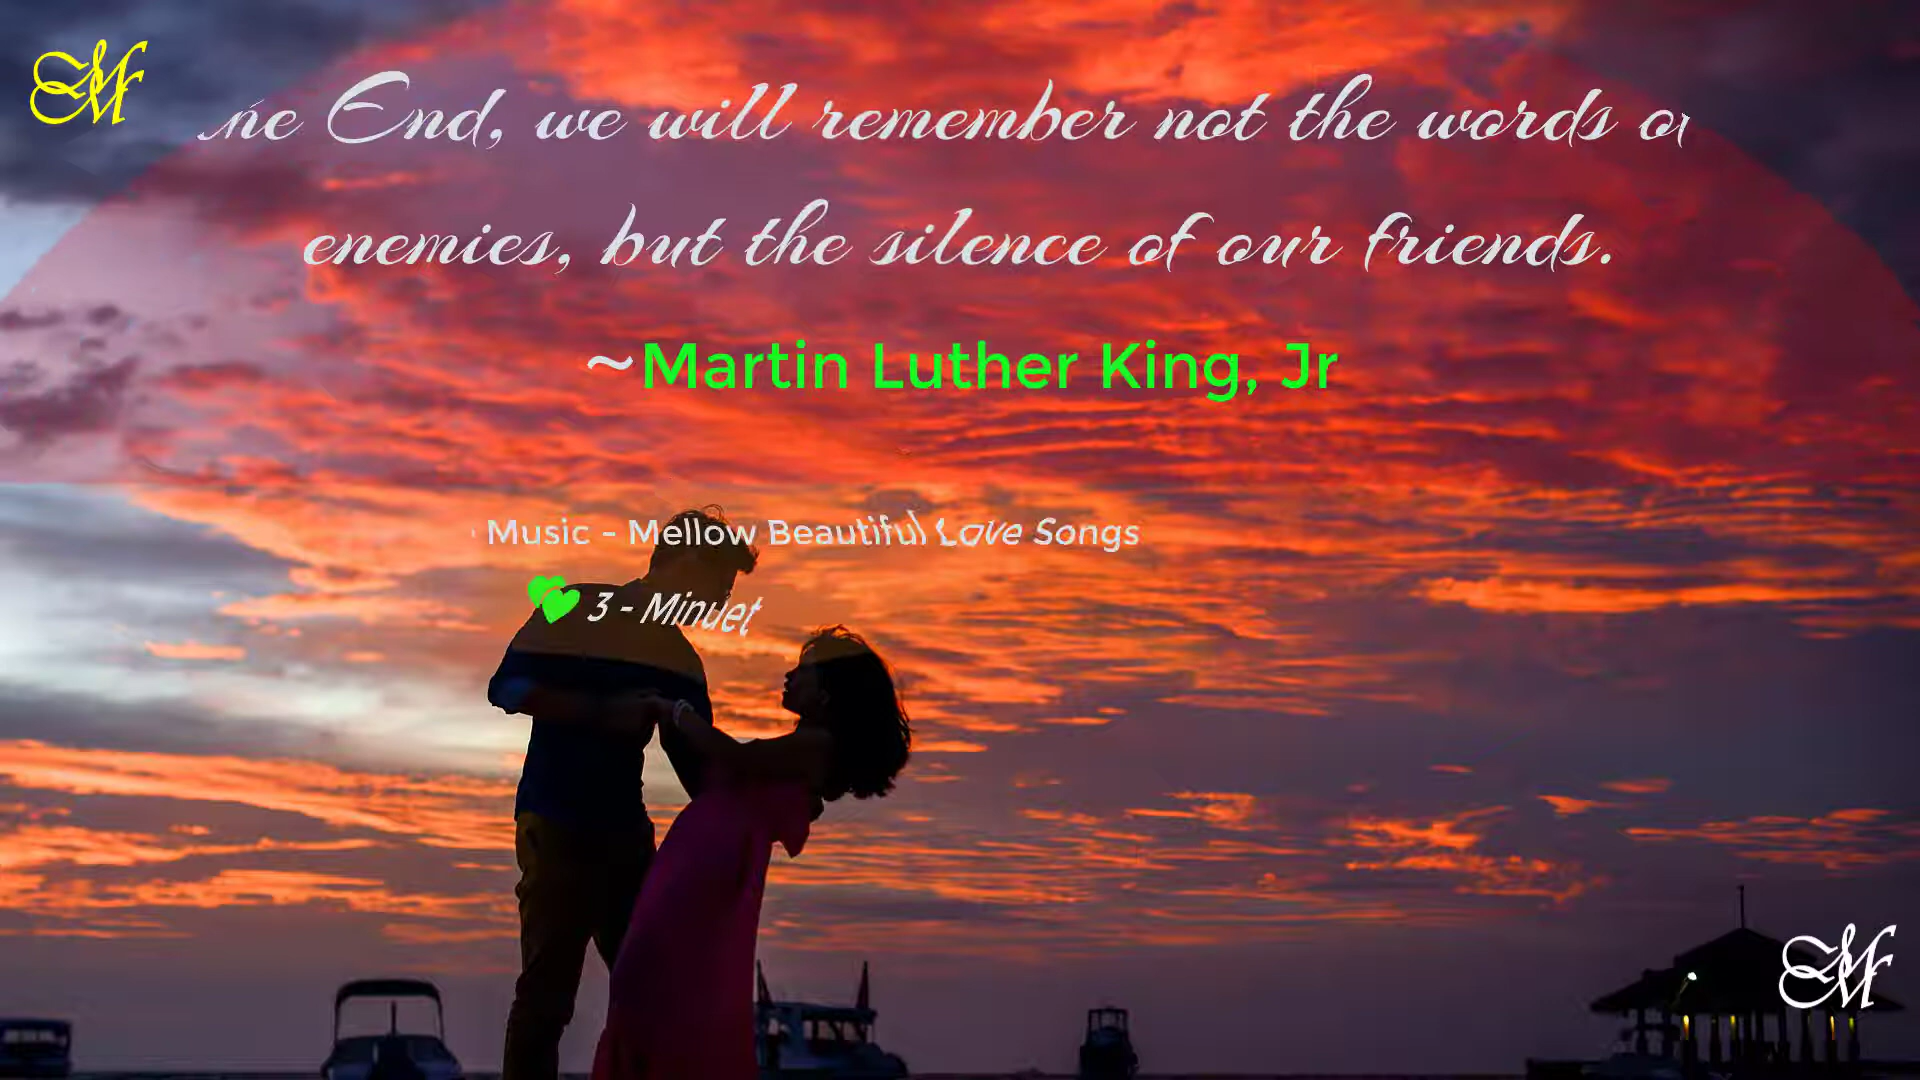 End, we will remember not the words
enemies, but the silence of our friends.
~Martin Luther King, Jr
Music - Mellow Beautiful Love Songs
3 - Minuet